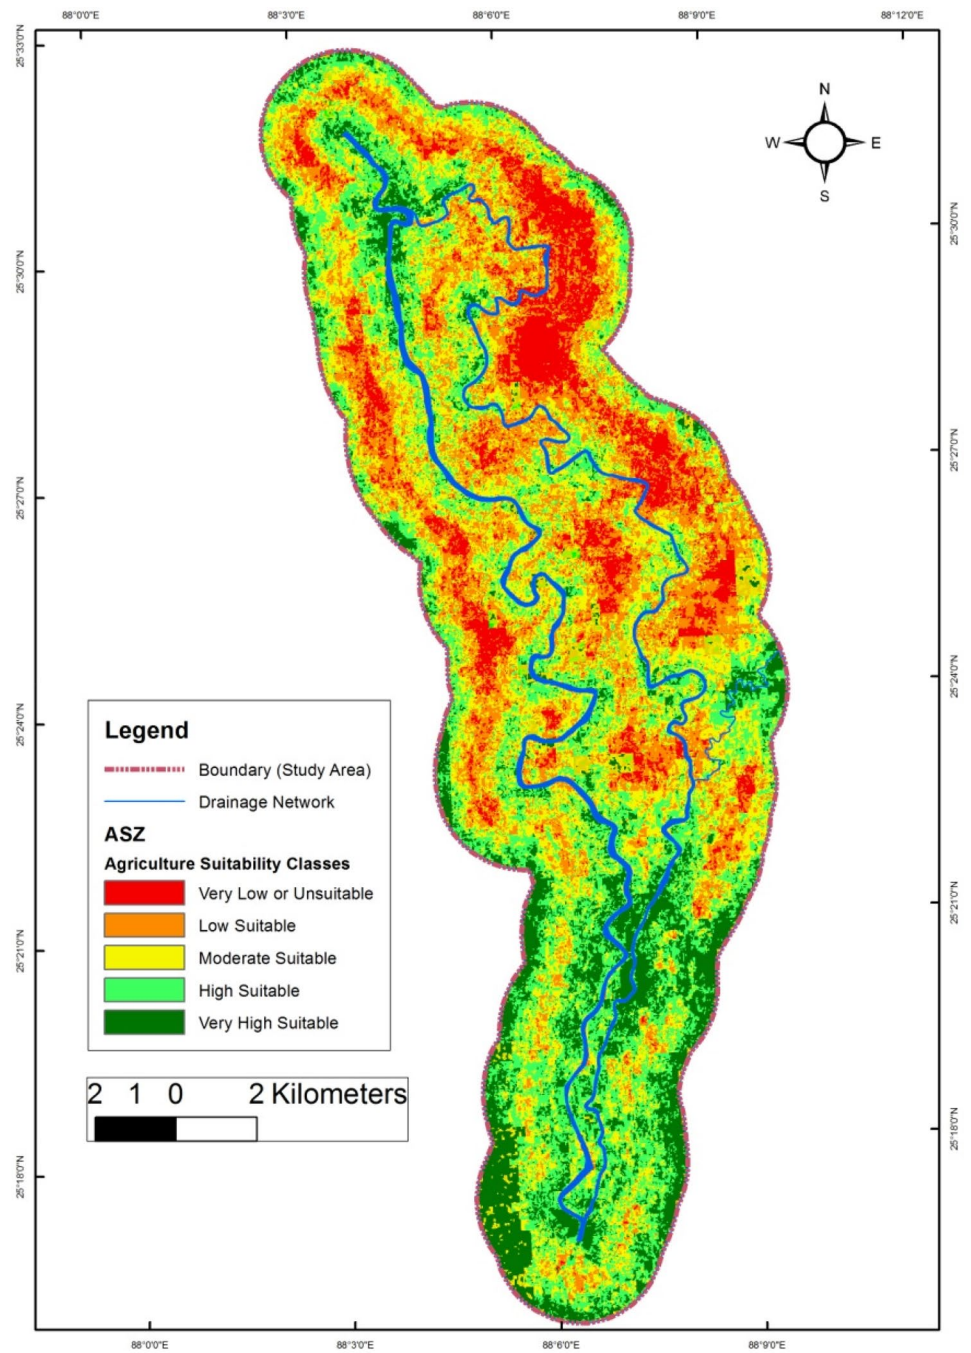 88°0'0"E 88°3'0"E 88°6'0"E 88°9'0"E 88°12'0"E
25°33'0"N
25°30'0"N
25°27'0"N
25°24'0"N
25°21'0"N
25°18'0"N
N
W E
S
25°30'0"N
25°27'0"N
25°24'0"N
25°21'0"N
25°18'0"N
Legend
Boundary (Study Area)
Drainage Network
ASZ
Agriculture Suitability Classes
Very Low or Unsuitable
Low Suitable
Moderate Suitable
High Suitable
Very High Suitable
2 1 0 2 Kilometers
88°0'0"E 88°3'0"E 88°6'0"E 88°9'0"E